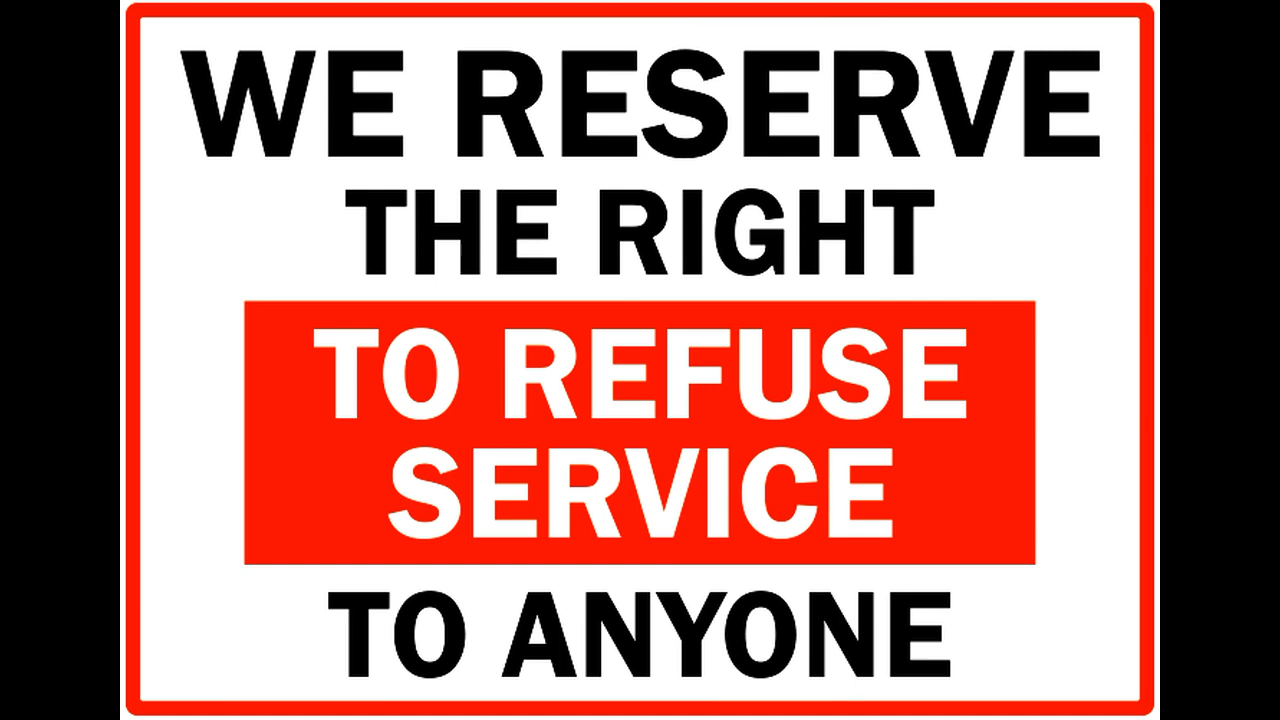 WE RESERVE
THE RIGHT
TO REFUSE
SERVICE
TO ANYONE